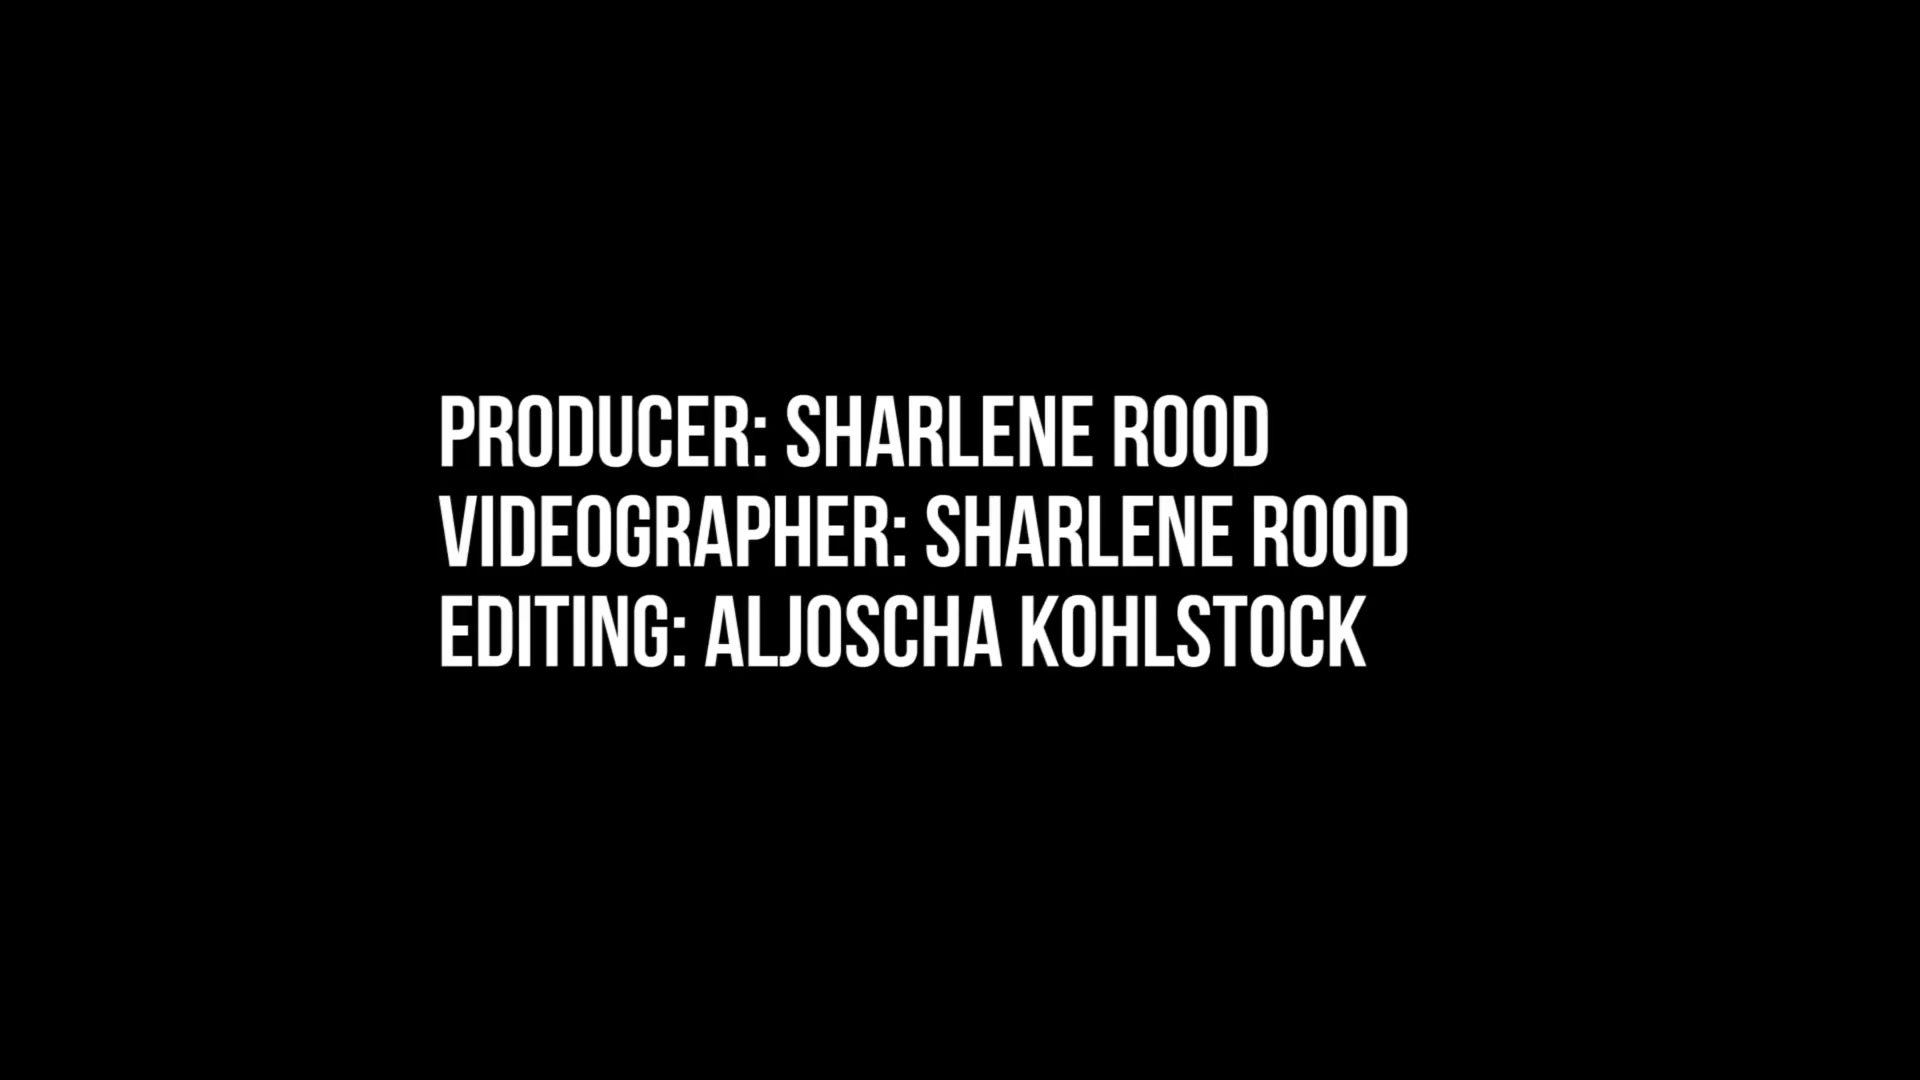 PRODUCER: SHARLENE ROOD
VIDEOGRAPHER: SHARLENE ROOD
EDITING: ALJOSCHA KOHLSTOCK